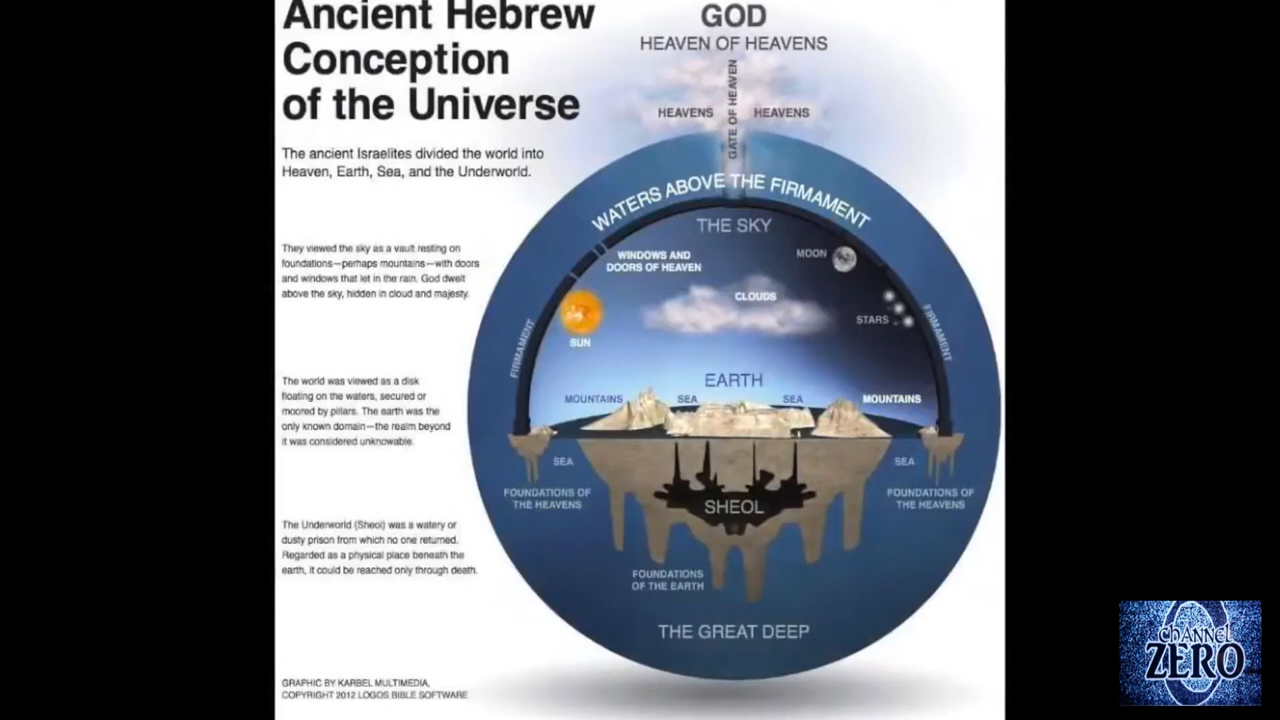 Ancient Hebrew
Conception
of the Universe
The ancient Israelites divided the world into
Heaven, Earth, Sea, and the Underworld.
They viewed the sky as a vault resting on
foundations—perhaps mountains—with doors
and windows that let in the rain. God dwelt
above the sky, hidden in cloud and majesty.
The world was viewed as a disk
floating on the waters, secured or
moored by pillars. The earth was the
only known domain—the realm beyond
it was considered unknowable.
The Underworld (Sheol) was a watery or
dusty prison from which no one returned.
Regarded as a physical place beneath the
earth, it could be reached only through death.
GRAPHIC BY KARBEL MULTIMEDIA,
COPYRIGHT 2012 LOGOS BIBLE SOFTWARE
GOD
HEAVEN OF HEAVENS
GATE OF HEAVEN
HEAVENS
HEAVENS
WATERS ABOVE THE FIRMAMENT
THE SKY
WINDOWS AND
DOORS OF HEAVEN
MOON
CLOUDS
STARS
SUN
FIRMAMENT
FIRMAMENT
EARTH
MOUNTAINS
SEA
SEA
MOUNTAINS
SEA
SEA
FOUNDATIONS OF
THE HEAVENS
FOUNDATIONS OF
THE HEAVENS
SHEOL
FOUNDATIONS
OF THE EARTH
THE GREAT DEEP
cHaNNeL
ZERO